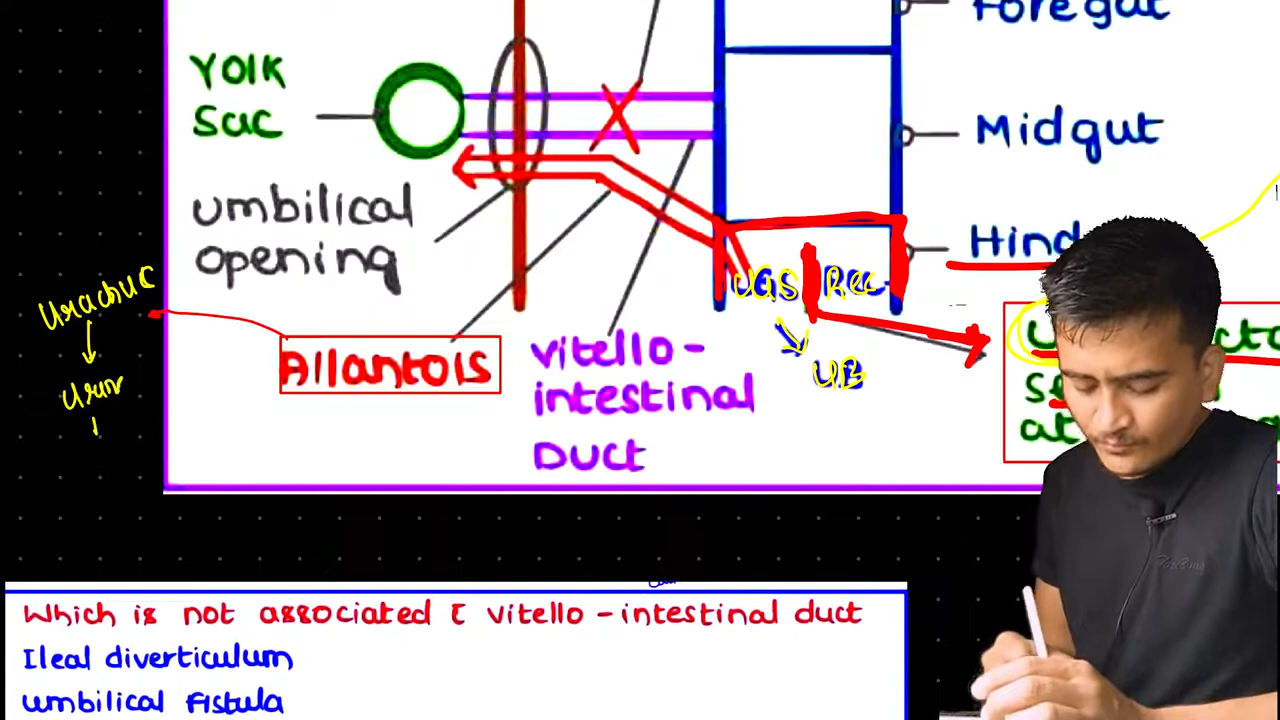 Foregut
Yolk
Sac
Midgut
umbilical
opening
Urachus
UGS
Rec
Allantois
vitello-
intestinal
Duct
UB
Which is not associated c vitello-intestinal duct
Ileal diverticulum
umbilical Fistula